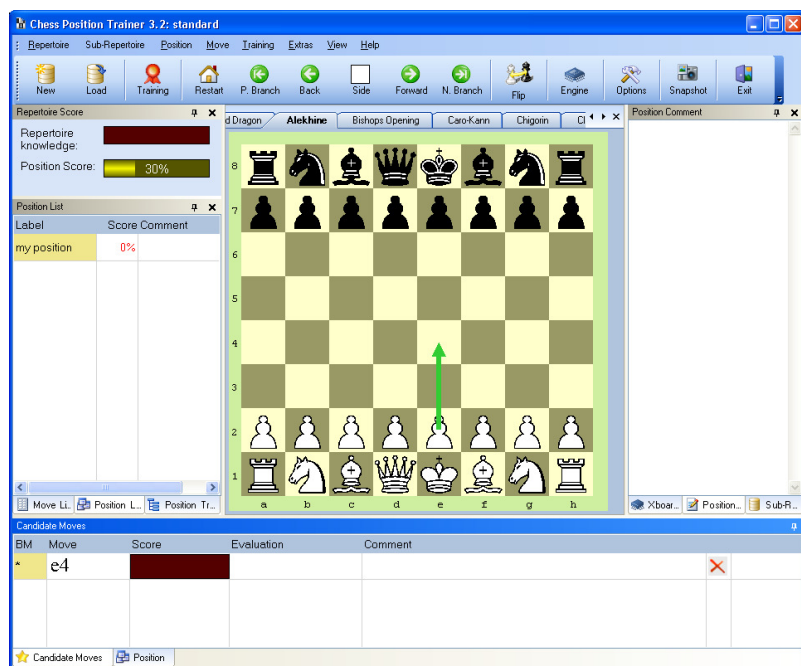 Chess Position Trainer 3.2: standard
Repertoire Sub-Repertoire Position Move Training Extras View Help
New Load Training Restart P. Branch Back Side Forward N. Branch Flip Engine Options Snapshot Exit
Repertoire Score
d Dragon Alekhine Bishops Opening Caro-Kann Chigorin Cl
Position Comment
Repertoire knowledge:
Position Score: 30%
Position List
Label Score Comment
my position 0%
8
7
6
5
4
3
2
1
a b c d e f g h
Move Li.. Position L... Position Tr...
Xboar... Position... Sub-R...
Candidate Moves
BM Move Score Evaluation Comment
* e4
Candidate Moves Position